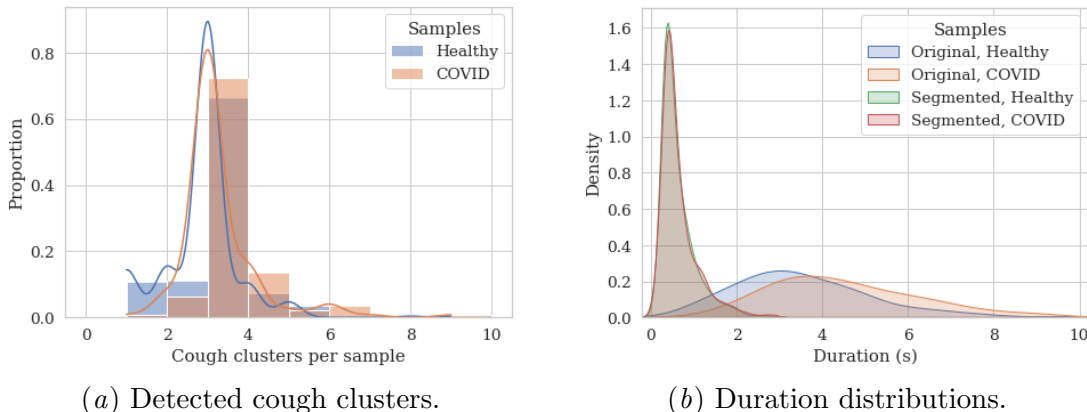 Samples
Healthy
COVID
Proportion
0.8
0.6
0.4
0.2
0.0
0 2 4 6 8 10
Cough clusters per sample
(a) Detected cough clusters.
Samples
Original, Healthy
Original, COVID
Segmented, Healthy
Segmented, COVID
Density
1.6
1.4
1.2
1.0
0.8
0.6
0.4
0.2
0.0
0 2 4 6 8 10
Duration (s)
(b) Duration distributions.